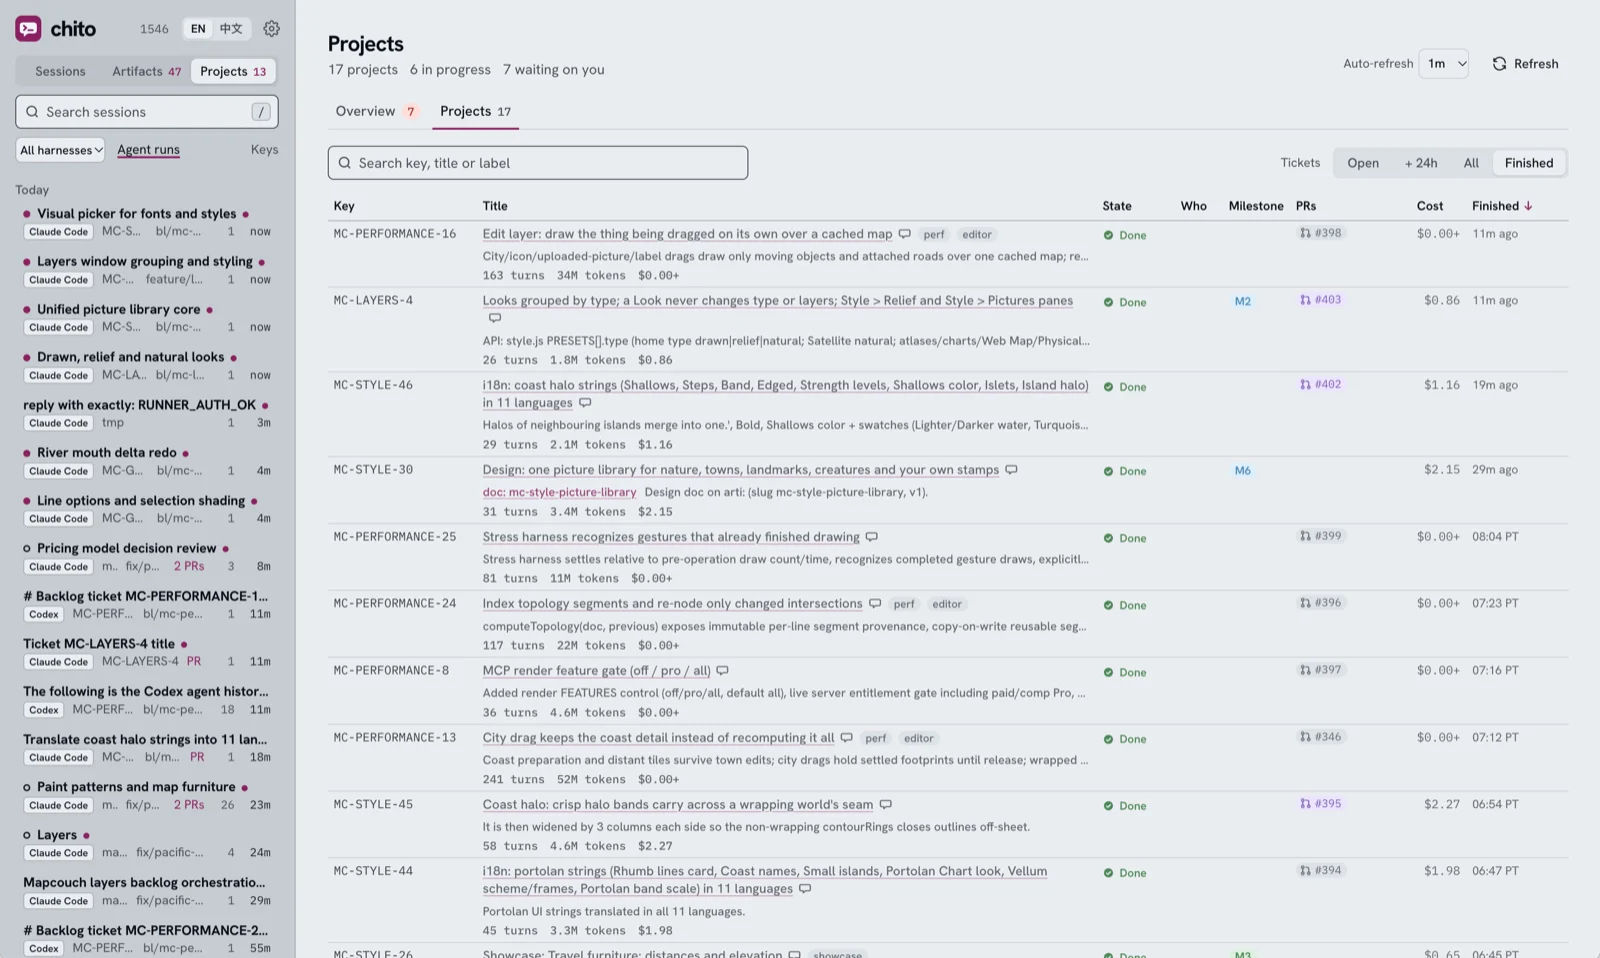 chito
1546
EN 中文
Sessions Artifacts 47 Projects 13
Search sessions /
All harnesses Agent runs Keys
Today
Visual picker for fonts and styles
Claude Code MC-S... bl/mc-... 1 now
Layers window grouping and styling
Claude Code MC-... feature/l... 1 now
Unified picture library core
Claude Code MC-S... bl/mc-... 1 now
Drawn, relief and natural looks
Claude Code MC-LA... bl/mc-l... 1 now
reply with exactly: RUNNER_AUTH_OK
Claude Code tmp 1 3m
River mouth delta redo
Claude Code MC-G... bl/mc-... 1 4m
Line options and selection shading
Claude Code MC-G... bl/mc-... 1 4m
Pricing model decision review
Claude Code m.. fix/p... 2 PRs 3 8m
# Backlog ticket MC-PERFORMANCE-1...
Codex MC-PERF... bl/mc-pe... 1 11m
Ticket MC-LAYERS-4 title
Claude Code MC-LAYERS-4 PR 1 11m
The following is the Codex agent histor...
Codex MC-PERF... bl/mc-pe... 18 11m
Translate coast halo strings into 11 lan...
Claude Code MC-... bl/m... PR 1 18m
Paint patterns and map furniture
Claude Code m.. fix/p... 2 PRs 26 23m
Layers
Claude Code ma... fix/pacific-... 4 24m
Mapcouch layers backlog orchestratio...
Claude Code ma... fix/pacific-... 1 29m
# Backlog ticket MC-PERFORMANCE-2...
Codex MC-PERF... bl/mc-pe... 1 55m
Projects
17 projects 6 in progress 7 waiting on you
Auto-refresh 1m Refresh
Overview 7 Projects 17
Search key, title or label
Tickets Open + 24h All Finished
Key Title State Who Milestone PRs Cost Finished ↓
MC-PERFORMANCE-16 Edit layer: draw the thing being dragged on its own over a cached map perf editor Done #398 $0.00+ 11m ago
City/icon/uploaded-picture/label drags draw only moving objects and attached roads over one cached map; re...
163 turns 34M tokens $0.00+
MC-LAYERS-4 Looks grouped by type; a Look never changes type or layers; Style > Relief and Style > Pictures panes Done M2 #403 $0.86 11m ago
API: style.js PRESETS[].type (home type drawn|relief|natural; Satellite natural; atlases/charts/Web Map/Physical...
26 turns 1.8M tokens $0.86
MC-STYLE-46 i18n: coast halo strings (Shallows, Steps, Band, Edged, Strength levels, Shallows color, Islets, Island halo) Done #402 $1.16 19m ago
in 11 languages
Halos of neighbouring islands merge into one.', Bold, Shallows color + swatches (Lighter/Darker water, Turquois...
29 turns 2.1M tokens $1.16
MC-STYLE-30 Design: one picture library for nature, towns, landmarks, creatures and your own stamps Done M6 $2.15 29m ago
doc: mc-style-picture-library Design doc on arti: (slug mc-style-picture-library, v1).
31 turns 3.4M tokens $2.15
MC-PERFORMANCE-25 Stress harness recognizes gestures that already finished drawing Done #399 $0.00+ 08:04 PT
Stress harness settles relative to pre-operation draw count/time, recognizes completed gesture draws, explicitl...
81 turns 11M tokens $0.00+
MC-PERFORMANCE-24 Index topology segments and re-node only changed intersections perf editor Done #396 $0.00+ 07:23 PT
computeTopology(doc, previous) exposes immutable per-line segment provenance, copy-on-write reusable seg...
117 turns 22M tokens $0.00+
MC-PERFORMANCE-8 MCP render feature gate (off / pro / all) Done #397 $0.00+ 07:16 PT
Added render FEATURES control (off/pro/all, default all), live server entitlement gate including paid/comp Pro, ...
36 turns 4.6M tokens $0.00+
MC-PERFORMANCE-13 City drag keeps the coast detail instead of recomputing it all perf editor Done #346 $0.00+ 07:12 PT
Coast preparation and distant tiles survive town edits; city drags hold settled footprints until release; wrapped ...
241 turns 52M tokens $0.00+
MC-STYLE-45 Coast halo: crisp halo bands carry across a wrapping world's seam Done #395 $2.27 06:54 PT
It is then widened by 3 columns each side so the non-wrapping contourRings closes outlines off-sheet.
58 turns 4.6M tokens $2.27
MC-STYLE-44 i18n: portolan strings (Rhumb lines card, Coast names, Small islands, Portolan Chart look, Vellum Done #394 $1.98 06:47 PT
scheme/frames, Portolan band scale) in 11 languages
Portolan UI strings translated in all 11 languages.
45 turns 3.3M tokens $1.98
MC-STYLE-26 Showcase: Travel furniture: distances and elevation showcase Done M3 $0.65 06:45 PT